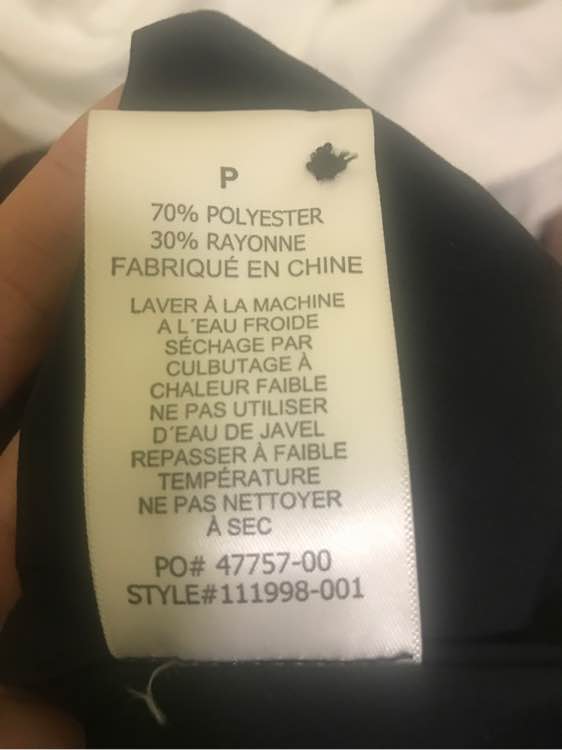 P
70% POLYESTER
30% RAYONNE
FABRIQUÉ EN CHINE
LAVER À LA MACHINE
A L´EAU FROIDE
SÉCHAGE PAR
CULBUTAGE À
CHALEUR FAIBLE
NE PAS UTILISER
D´EAU DE JAVEL
REPASSER À FAIBLE
TEMPÉRATURE
NE PAS NETTOYER
À SEC
PO# 47757-00
STYLE#111998-001